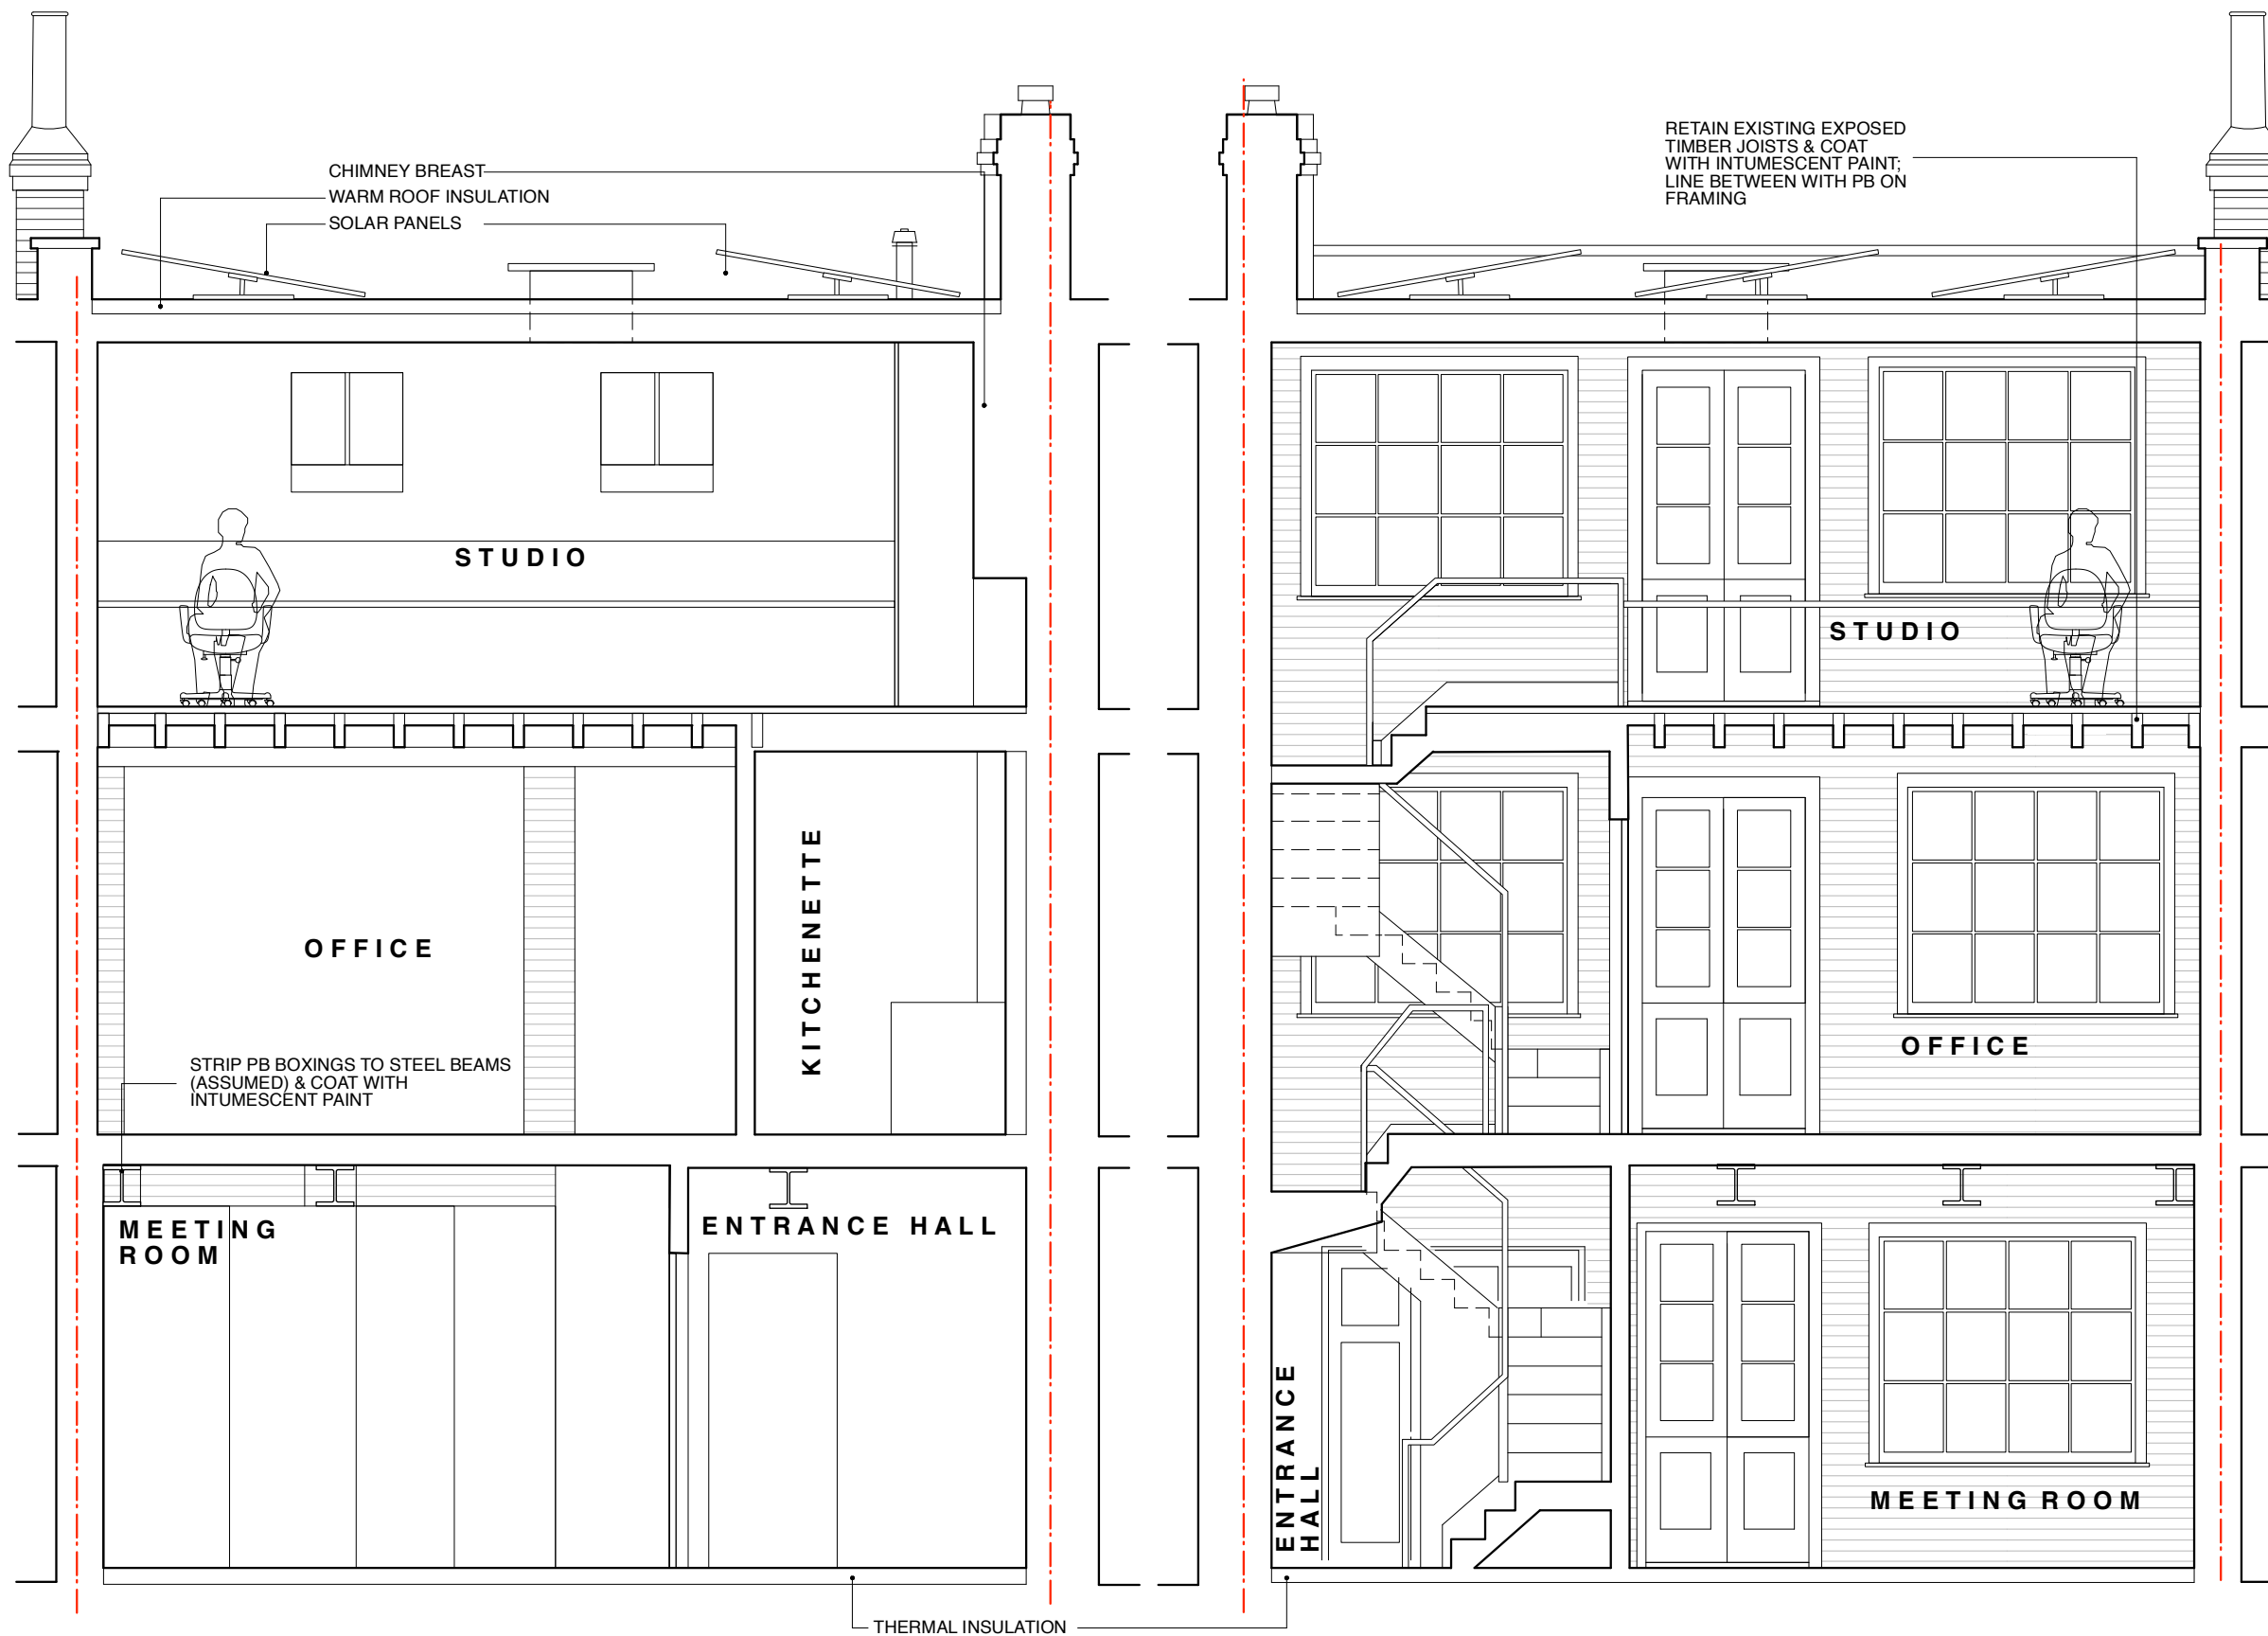 RETAIN EXISTING EXPOSED
TIMBER JOISTS & COAT
WITH INTUMESCENT PAINT;
LINE BETWEEN WITH PB ON
FRAMING
CHIMNEY BREAST
WARM ROOF INSULATION
SOLAR PANELS
STUDIO
STUDIO
OFFICE
KITCHENETTE
OFFICE
STRIP PB BOXINGS TO STEEL BEAMS
(ASSUMED) & COAT WITH
INTUMESCENT PAINT
MEETING
ROOM
ENTRANCE HALL
ENTRANCE
HALL
MEETING ROOM
THERMAL INSULATION